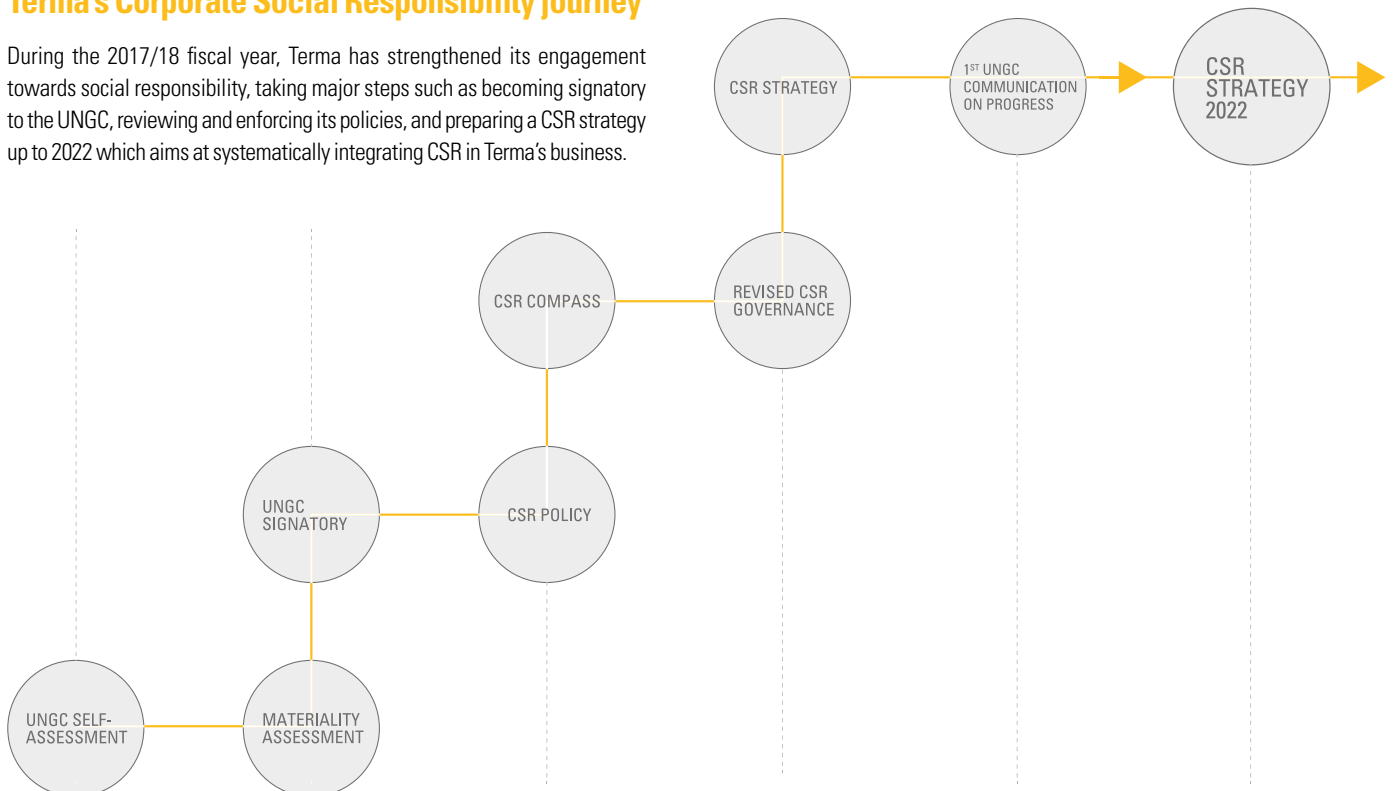 Terma's Corporate Social Responsibility journey
During the 2017/18 fiscal year, Terma has strengthened its engagement
towards social responsibility, taking major steps such as becoming signatory
to the UNGC, reviewing and enforcing its policies, and preparing a CSR strategy
up to 2022 which aims at systematically integrating CSR in Terma's business.
CSR STRATEGY
1ST UNGC
COMMUNICATION
ON PROGRESS
CSR
STRATEGY
2022
CSR COMPASS
REVISED CSR
GOVERNANCE
UNGC
SIGNATORY
CSR POLICY
UNGC SELF-
ASSESSMENT
MATERIALITY
ASSESSMENT